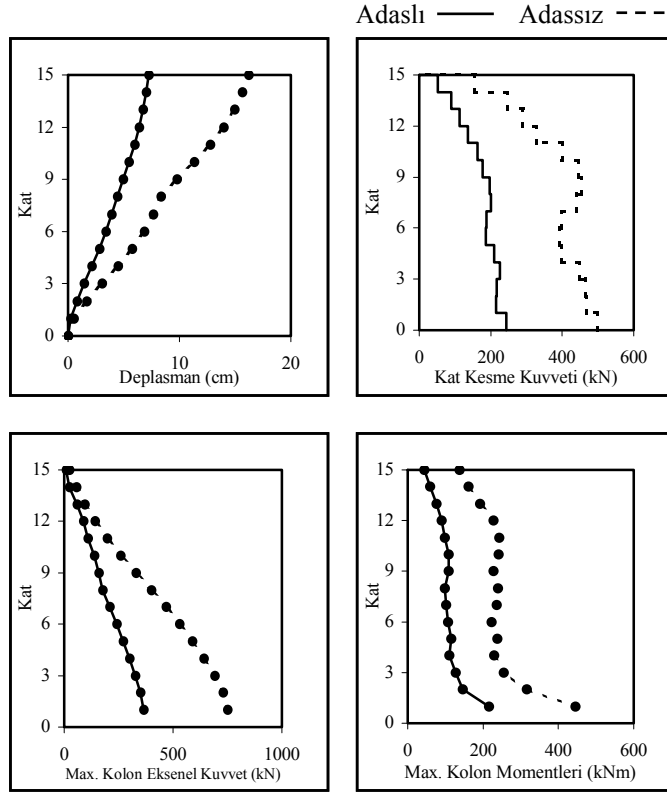 Adaslı Adassız
15
12
9
6
3
0
Kat
0 10 20
Deplasman (cm)
15
12
9
6
3
0
Kat
0 200 400 600
Kat Kesme Kuvveti (kN)
15
12
9
6
3
0
Kat
0 500 1000
Max. Kolon Eksenel Kuvvet (kN)
15
12
9
6
3
0
Kat
0 200 400 600
Max. Kolon Momentleri (kNm)